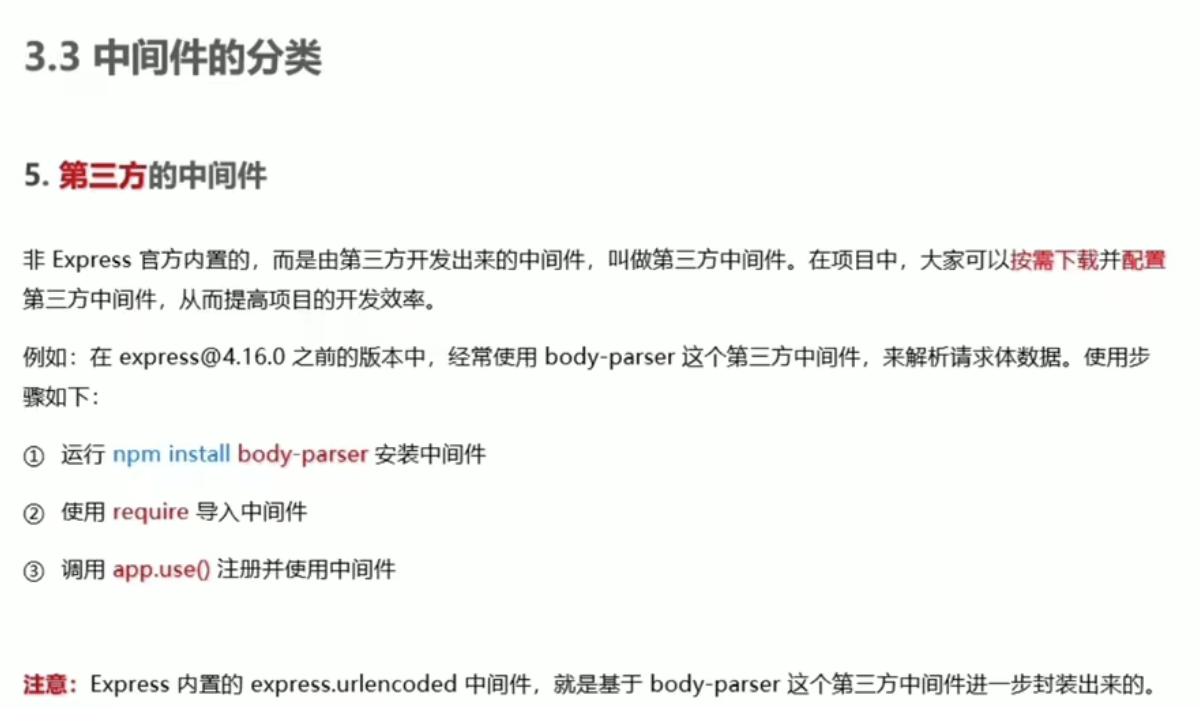 3.3 中间件的分类
5. 第三方的中间件
非 Express 官方内置的，而是由第三方开发出来的中间件，叫做第三方中间件。在项目中，大家可以按需下载并配置
第三方中间件，从而提高项目的开发效率。
例如：在 express@4.16.0 之前的版本中，经常使用 body-parser 这个第三方中间件，来解析请求体数据。使用步
骤如下：
① 运行 npm install body-parser 安装中间件
② 使用 require 导入中间件
③ 调用 app.use() 注册并使用中间件
注意：Express 内置的 express.urlencoded 中间件，就是基于 body-parser 这个第三方中间件进一步封装出来的。